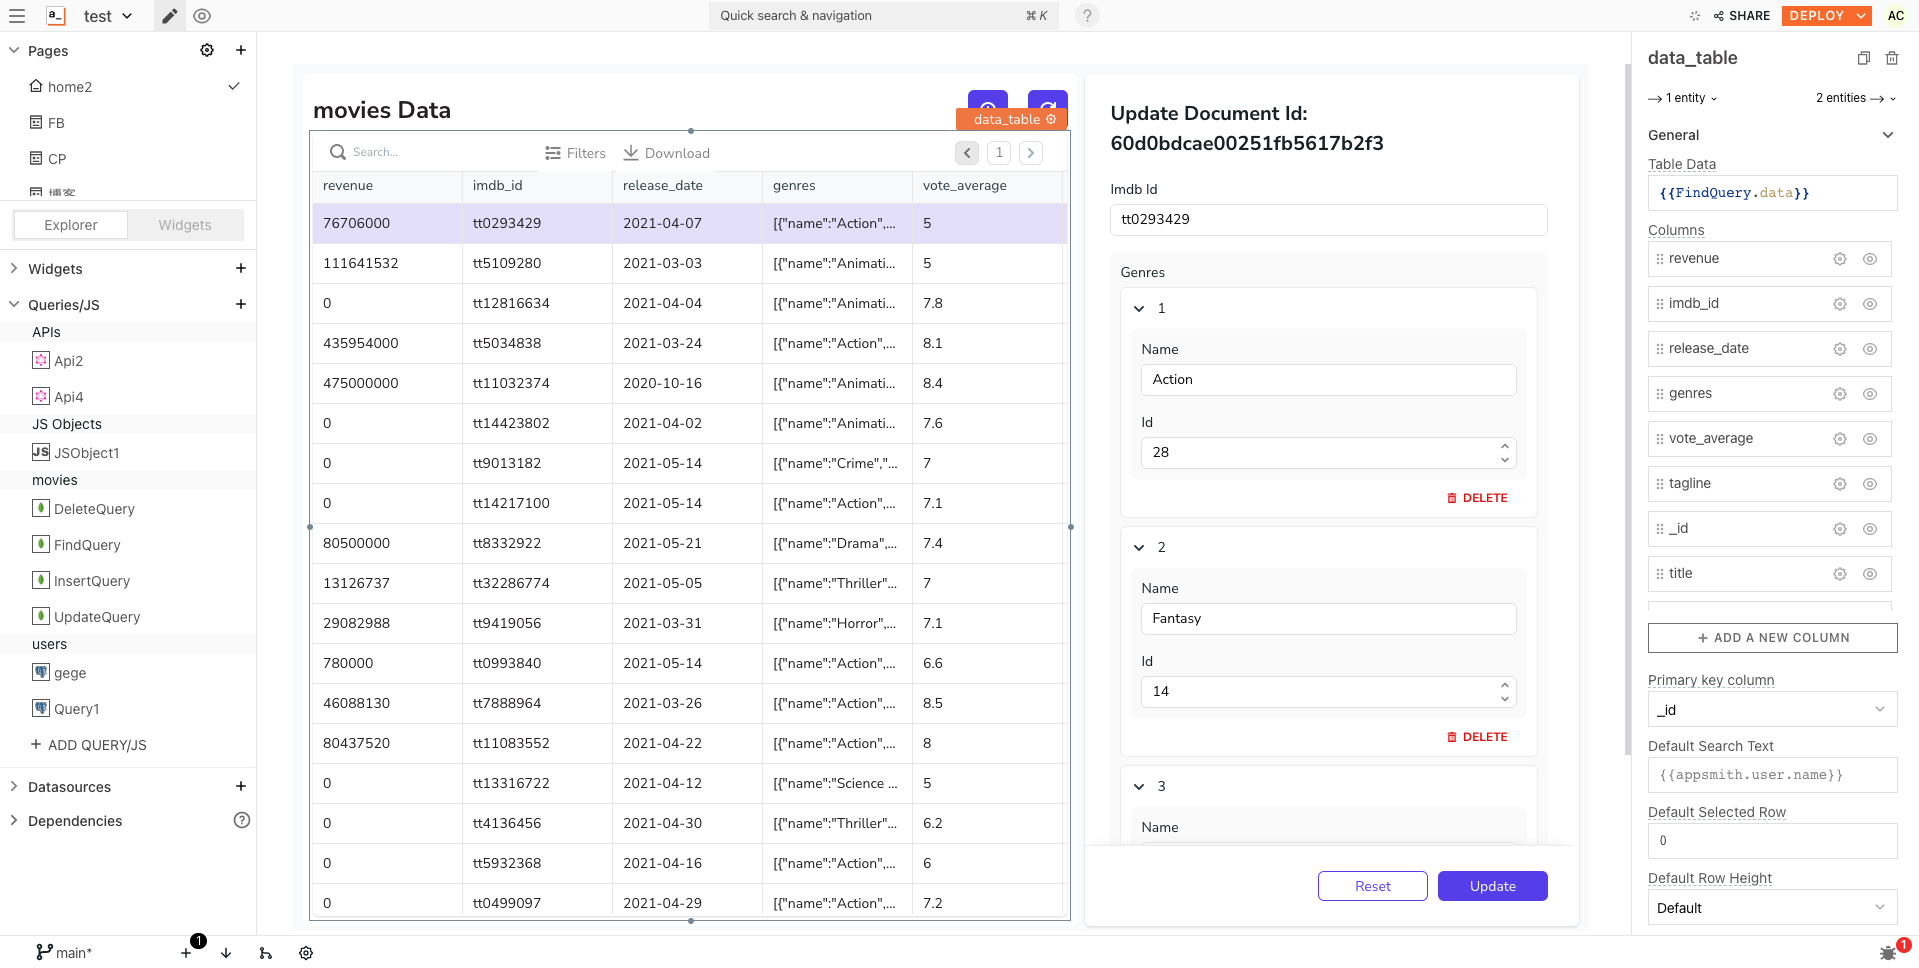 a_
test
Quick search & navigation
⌘ K
?
SHARE
DEPLOY
AC
Pages
home2
FB
CP
博客
Explorer
Widgets
Widgets
Queries/JS
APIs
Api2
Api4
JS Objects
JS JSObject1
movies
DeleteQuery
FindQuery
InsertQuery
UpdateQuery
users
gege
Query1
ADD QUERY/JS
Datasources
Dependencies
?
main*
1
movies Data
data_table
Search...
Filters
Download
1
revenue imdb_id release_date genres vote_average
76706000 tt0293429 2021-04-07 [{"name":"Action",... 5
111641532 tt5109280 2021-03-03 [{"name":"Animati... 5
0 tt12816634 2021-04-04 [{"name":"Animati... 7.8
435954000 tt5034838 2021-03-24 [{"name":"Action",... 8.1
475000000 tt11032374 2020-10-16 [{"name":"Animati... 8.4
0 tt14423802 2021-04-02 [{"name":"Animati... 7.6
0 tt9013182 2021-05-14 [{"name":"Crime","... 7
0 tt14217100 2021-05-14 [{"name":"Action",... 7.1
80500000 tt8332922 2021-05-21 [{"name":"Drama",... 7.4
13126737 tt32286774 2021-05-05 [{"name":"Thriller"... 7
29082988 tt9419056 2021-03-31 [{"name":"Horror",... 7.1
780000 tt0993840 2021-05-14 [{"name":"Action",... 6.6
46088130 tt7888964 2021-03-26 [{"name":"Action",... 8.5
80437520 tt11083552 2021-04-22 [{"name":"Action",... 8
0 tt13316722 2021-04-12 [{"name":"Science ... 5
0 tt4136456 2021-04-30 [{"name":"Thriller"... 6.2
0 tt5932368 2021-04-16 [{"name":"Action",... 6
0 tt0499097 2021-04-29 [{"name":"Action",... 7.2
Update Document Id:
60d0bdcae00251fb5617b2f3
Imdb Id
tt0293429
Genres
1
Name
Action
Id
28
DELETE
2
Name
Fantasy
Id
14
DELETE
3
Name
Reset
Update
data_table
1 entity
2 entities
General
Table Data
{{FindQuery.data}}
Columns
revenue
imdb_id
release_date
genres
vote_average
tagline
_id
title
ADD A NEW COLUMN
Primary key column
_id
Default Search Text
{{appsmith.user.name}}
Default Selected Row
0
Default Row Height
Default
1